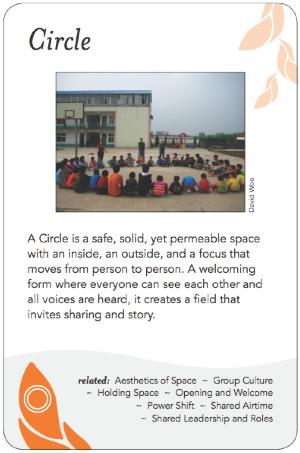 Circle
David Woo
A Circle is a safe, solid, yet permeable space
with an inside, an outside, and a focus that
moves from person to person. A welcoming
form where everyone can see each other and
all voices are heard, it creates a field that
invites sharing and story.
related: Aesthetics of Space ~ Group Culture
~ Holding Space ~ Opening and Welcome
~ Power Shift ~ Shared Airtime
~ Shared Leadership and Roles